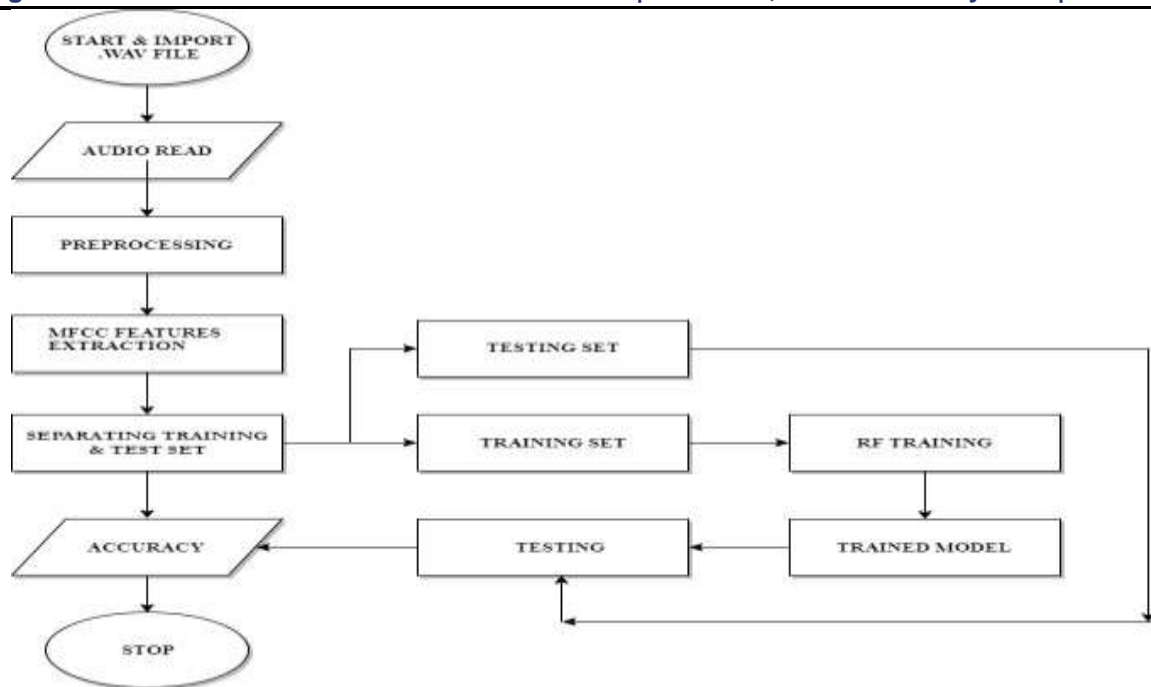 START & IMPORT
.WAV FILE
AUDIO READ
PREPROCESSING
MFCC FEATURES
EXTRACTION
TESTING SET
SEPARATING TRAINING
& TEST SET
TRAINING SET
RF TRAINING
ACCURACY
TESTING
TRAINED MODEL
STOP